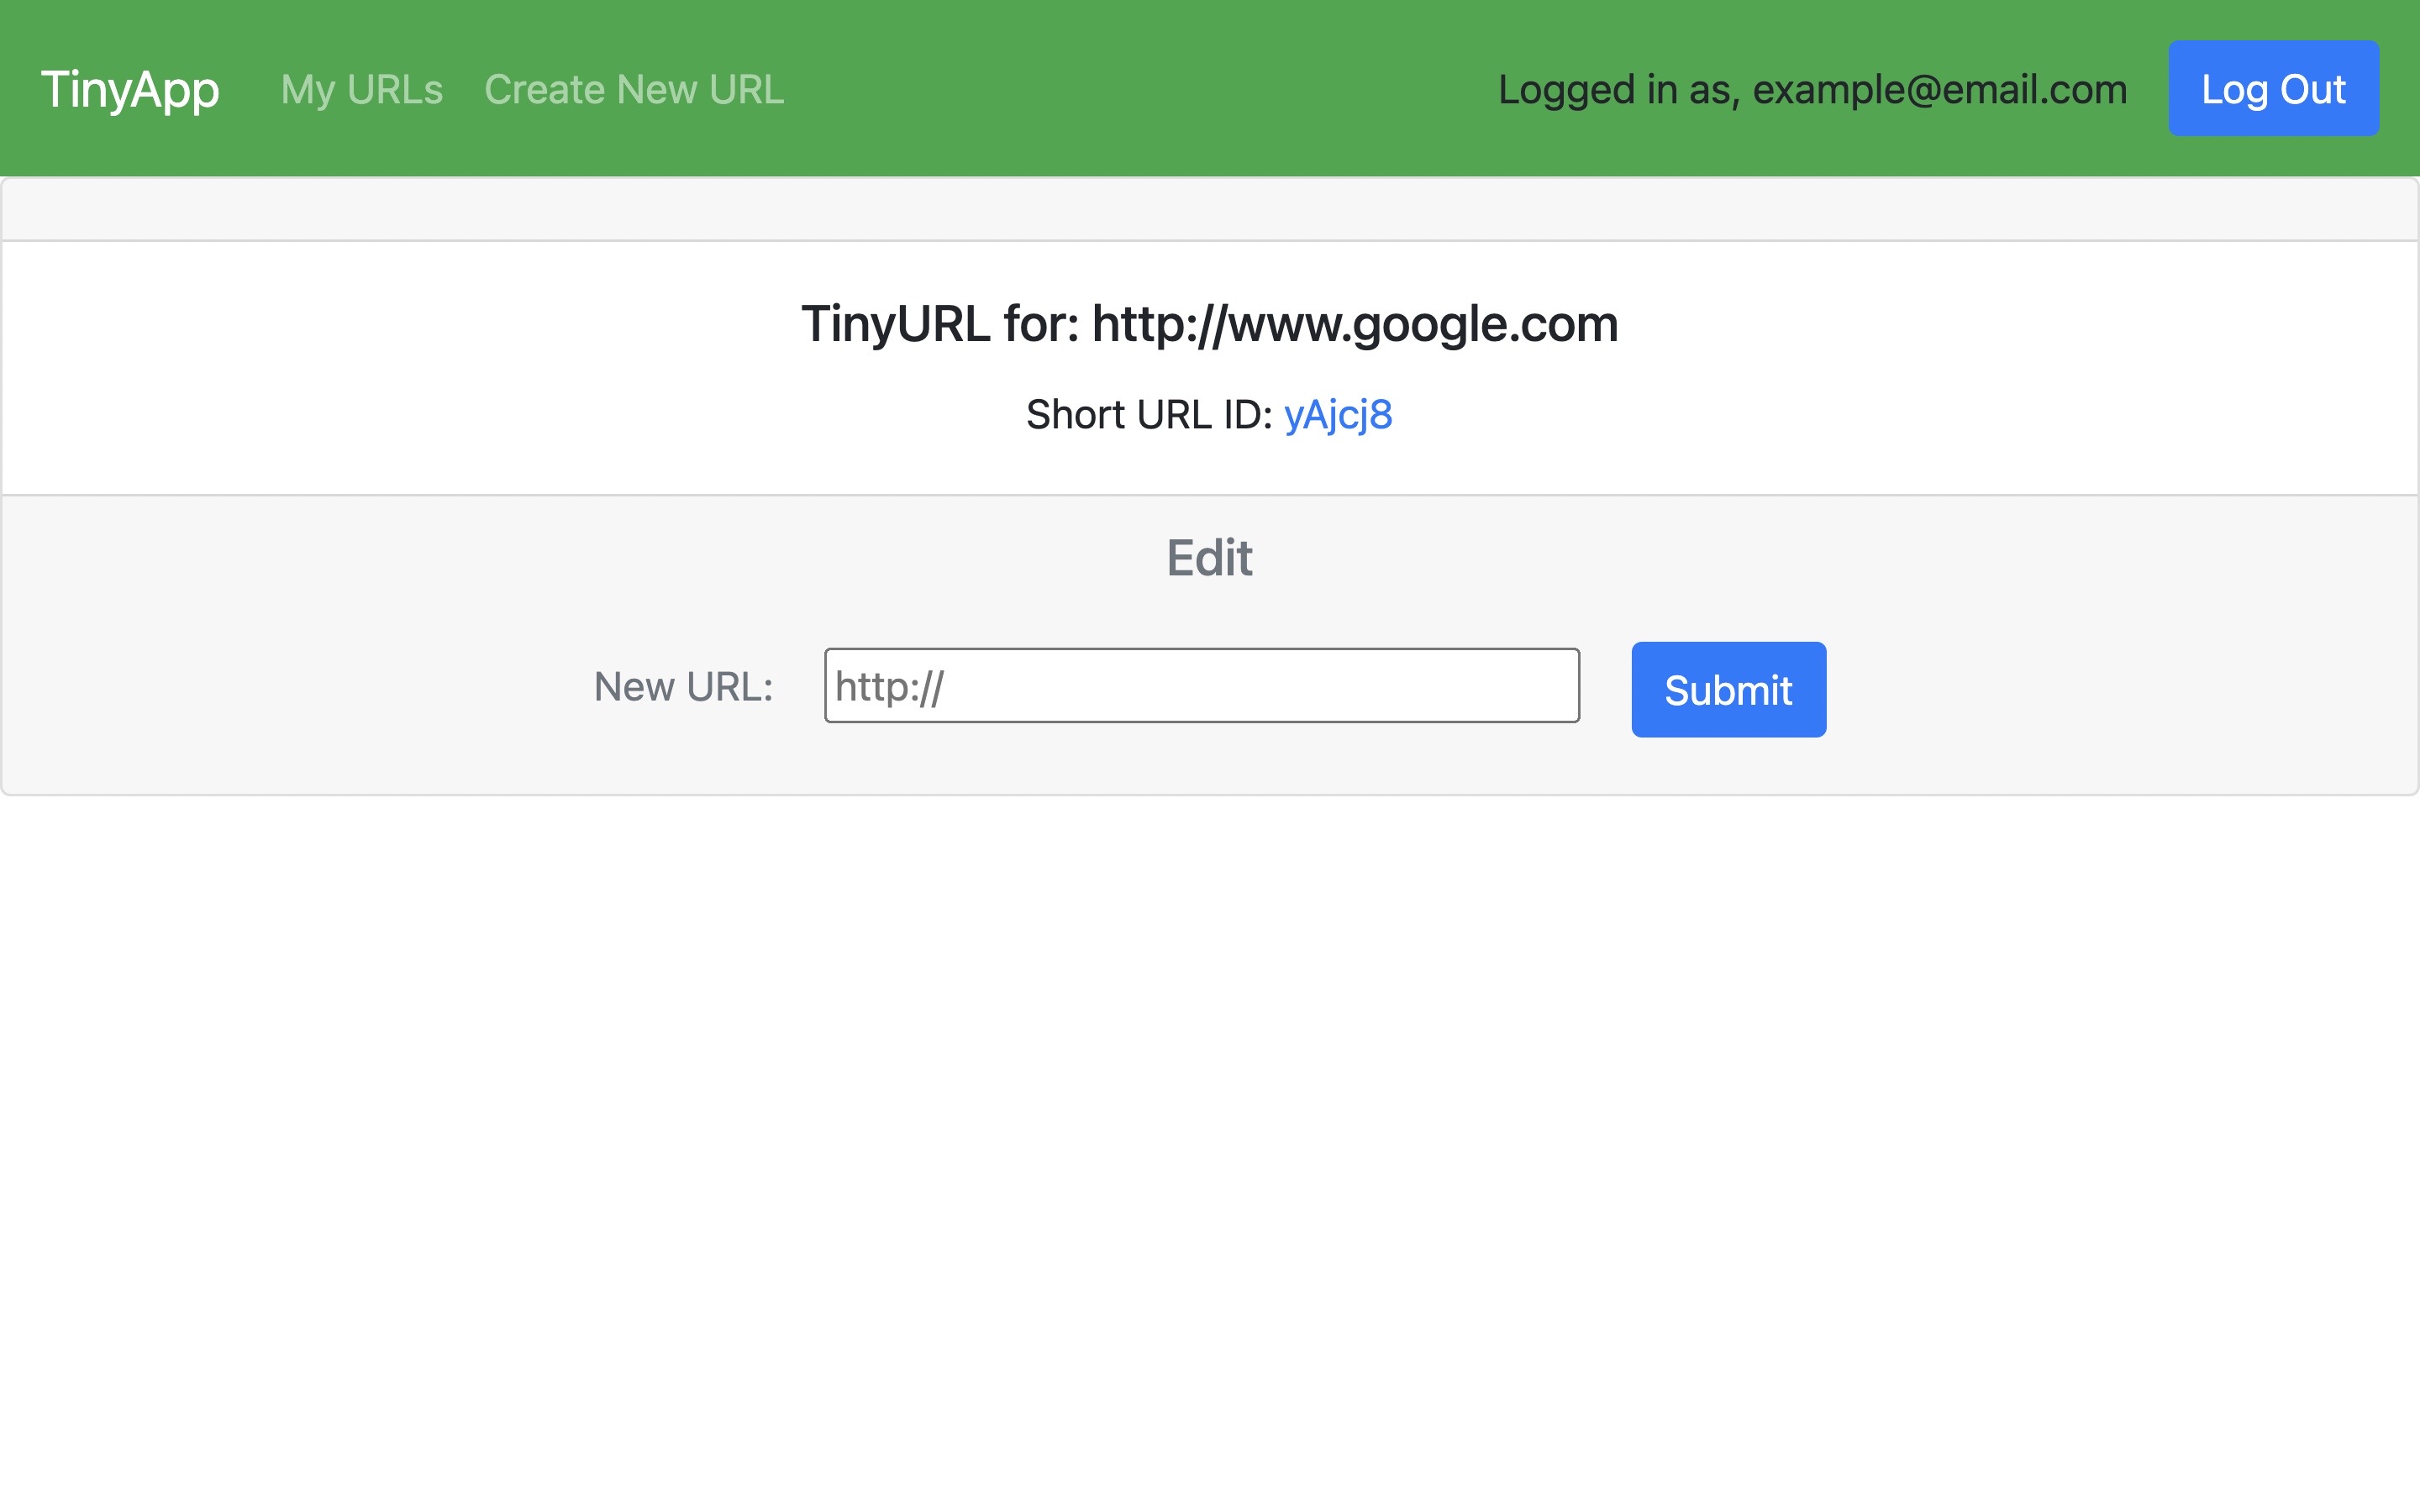 TinyApp My URLs Create New URL Logged in as, example@email.com Log Out
TinyURL for: http://www.google.com
Short URL ID: yAjcj8
Edit
New URL: http:// Submit